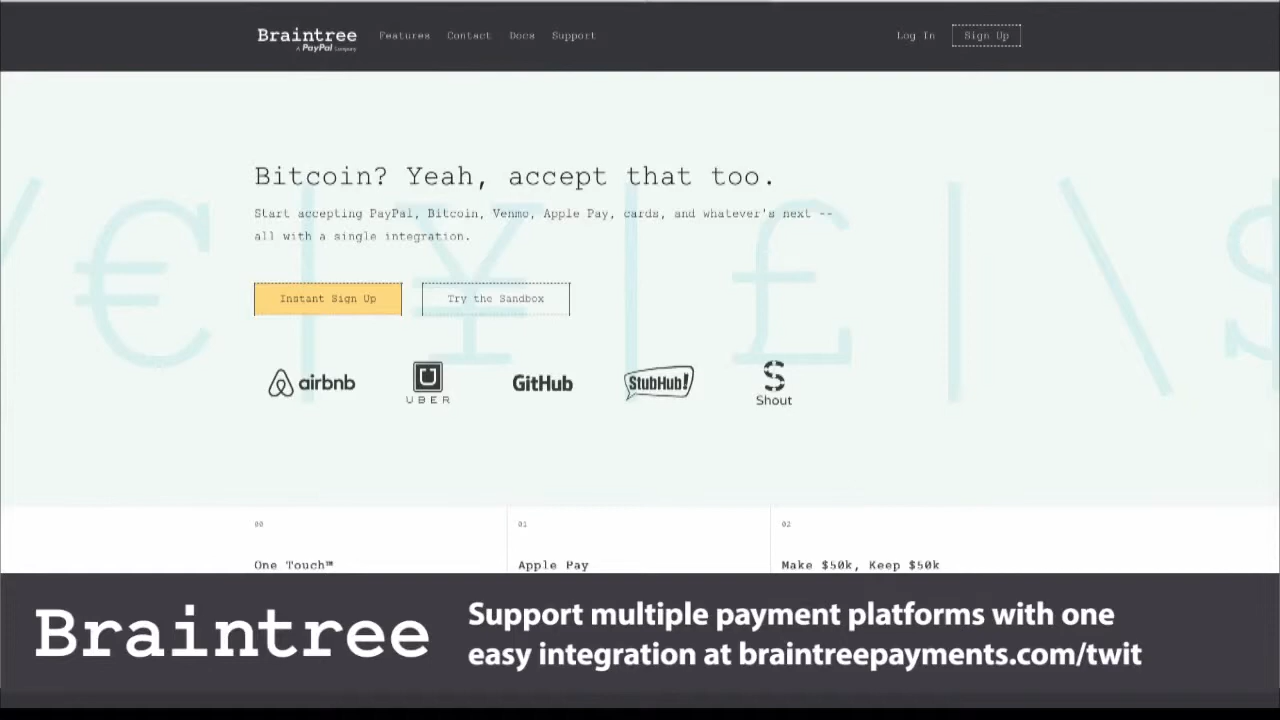 Braintree Features Contact Docs Support Log In Sign Up
A PayPal Company
Bitcoin? Yeah, accept that too.
Start accepting PayPal, Bitcoin, Venmo, Apple Pay, cards, and whatever's next --
all with a single integration.
Instant Sign Up Try the Sandbox
airbnb UBER GitHub StubHub! S Shout
€ | ¥ | £ | \ $
00 01 02
One Touch™ Apple Pay Make $50k, Keep $50k
Braintree
Support multiple payment platforms with one
easy integration at braintreepayments.com/twit